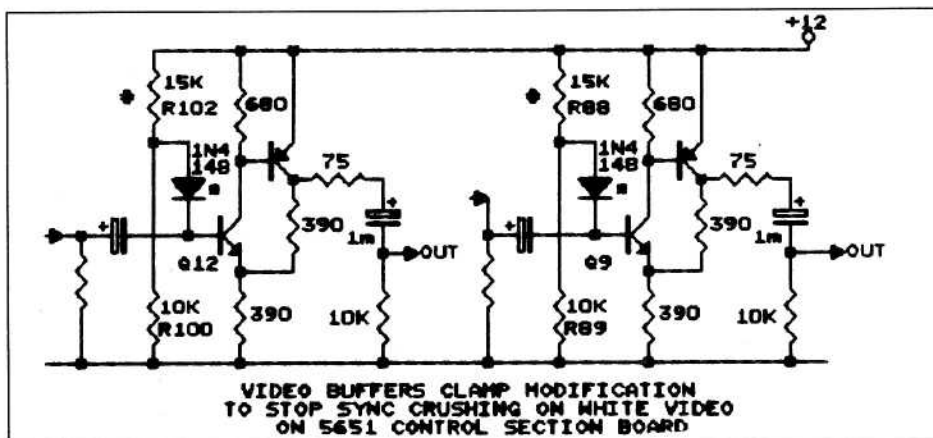 +12
15K
R102
680
1N4
148
75
+
390
+
1m
Q12
OUT
10K
R100
390
10K
15K
R88
680
1N4
148
75
+
390
+
1m
Q9
OUT
10K
R89
390
10K
VIDEO BUFFERS CLAMP MODIFICATION
TO STOP SYNC CRUSHING ON WHITE VIDEO
ON 5651 CONTROL SECTION BOARD